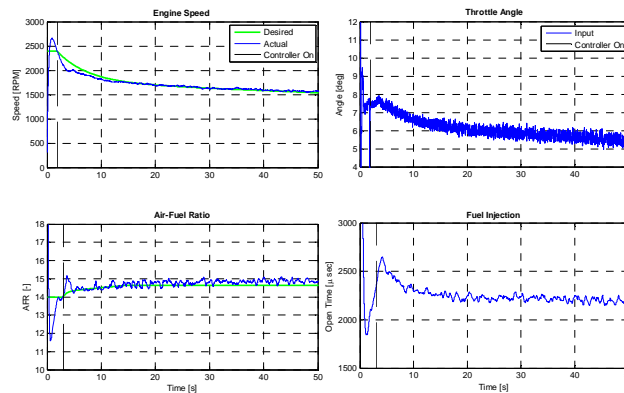 Engine Speed
Speed [RPM]
3000
2500
2000
1500
1000
500
0
0 10 20 30 40 50
Desired
Actual
Controller On
Throttle Angle
Angle [deg]
12
11
10
9
8
7
6
5
4
0 10 20 30 40
Input
Controller On
Air-Fuel Ratio
AFR [-]
18
17
16
15
14
13
12
11
10
0 10 20 30 40 50
Time [s]
Fuel Injection
Open Time [μ sec]
3000
2500
2000
1500
0 10 20 30 40
Time [s]